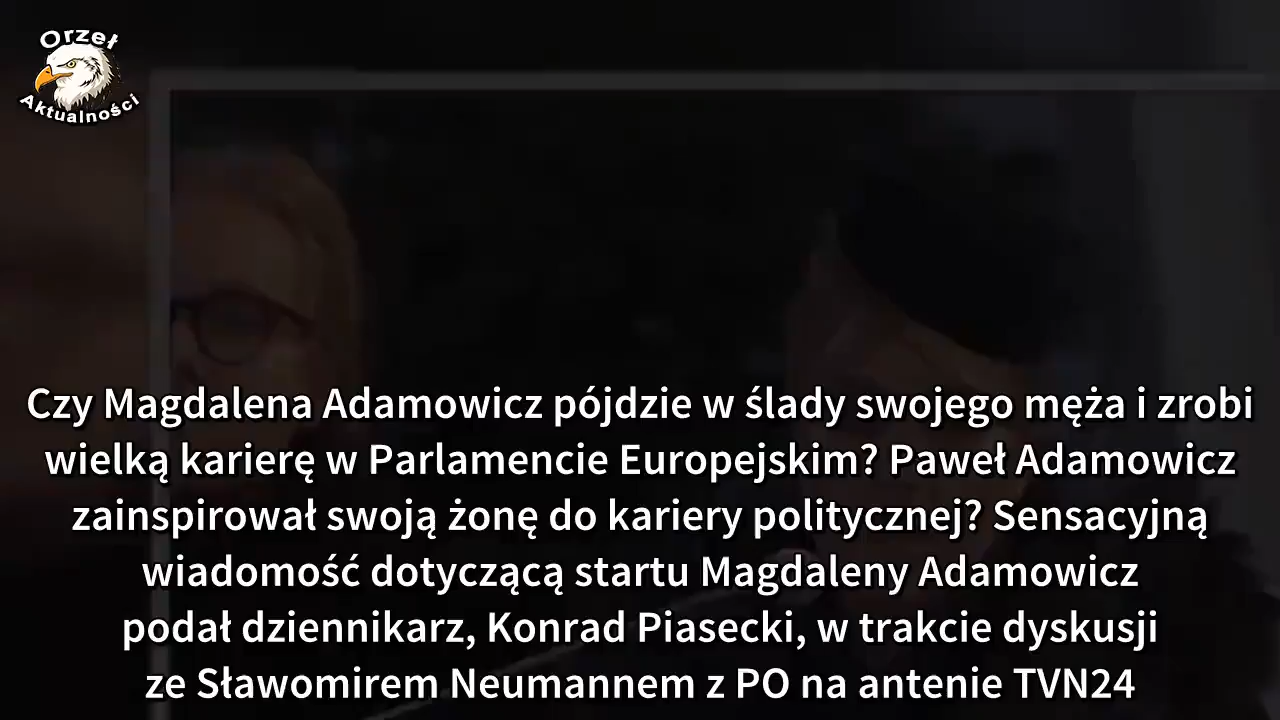 Orzeł
Aktualności
Czy Magdalena Adamowicz pójdzie w ślady swojego męża i zrobi
wielką karierę w Parlamencie Europejskim? Paweł Adamowicz
zainspirował swoją żonę do kariery politycznej? Sensacyjną
wiadomość dotyczącą startu Magdaleny Adamowicz
podał dziennikarz, Konrad Piasecki, w trakcie dyskusji
ze Sławomirem Neumannem z PO na antenie TVN24